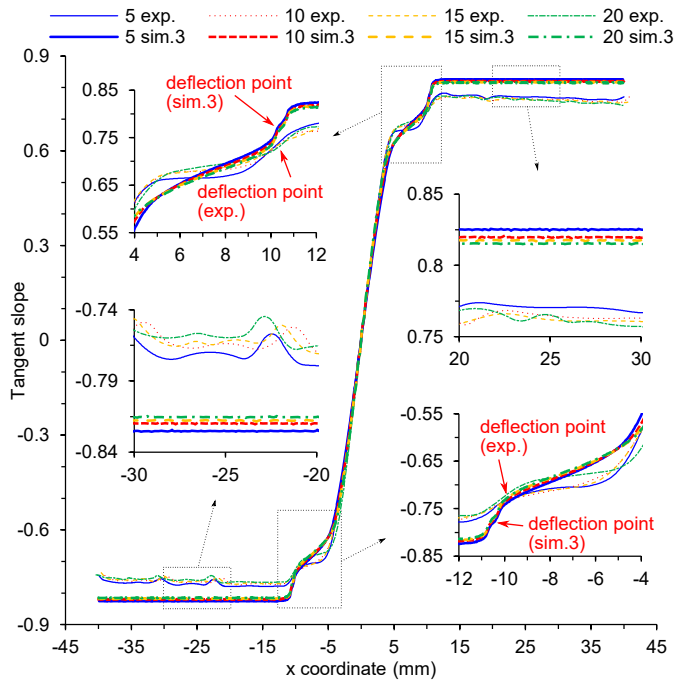 5 exp. 10 exp. 15 exp. 20 exp.
5 sim.3 10 sim.3 15 sim.3 20 sim.3
0.9
0.6
0.3
0
-0.3
-0.6
-0.9
Tangent slope
-45 -35 -25 -15 -5 5 15 25 35 45
x coordinate (mm)
0.85
0.75
0.65
0.55
4 6 8 10 12
deflection point
(sim.3)
deflection point
(exp.)
0.85
0.8
0.75
20 25 30
-0.74
-0.79
-0.84
-30 -25 -20
-0.55
-0.65
-0.75
-0.85
-12 -10 -8 -6 -4
deflection point
(exp.)
deflection point
(sim.3)